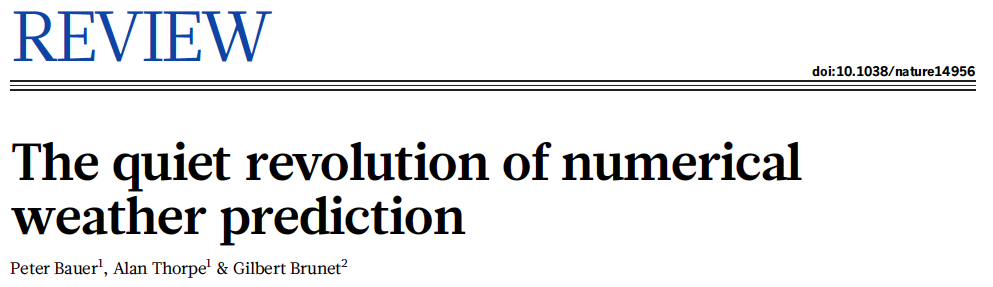 REVIEW
doi:10.1038/nature14956
The quiet revolution of numerical
weather prediction
Peter Bauer¹, Alan Thorpe¹ & Gilbert Brunet²